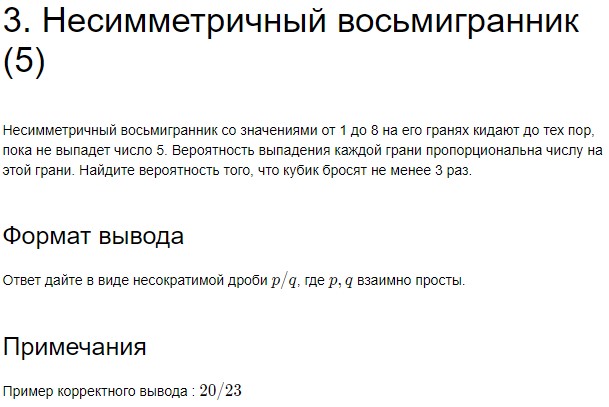 3. Несимметричный восьмигранник
(5)
Несимметричный восьмигранник со значениями от 1 до 8 на его гранях кидают до тех пор,
пока не выпадет число 5. Вероятность выпадения каждой грани пропорциональна числу на
этой грани. Найдите вероятность того, что кубик бросят не менее 3 раз.
Формат вывода
Ответ дайте в виде несократимой дроби p/q, где p, q взаимно просты.
Примечания
Пример корректного вывода : 20/23